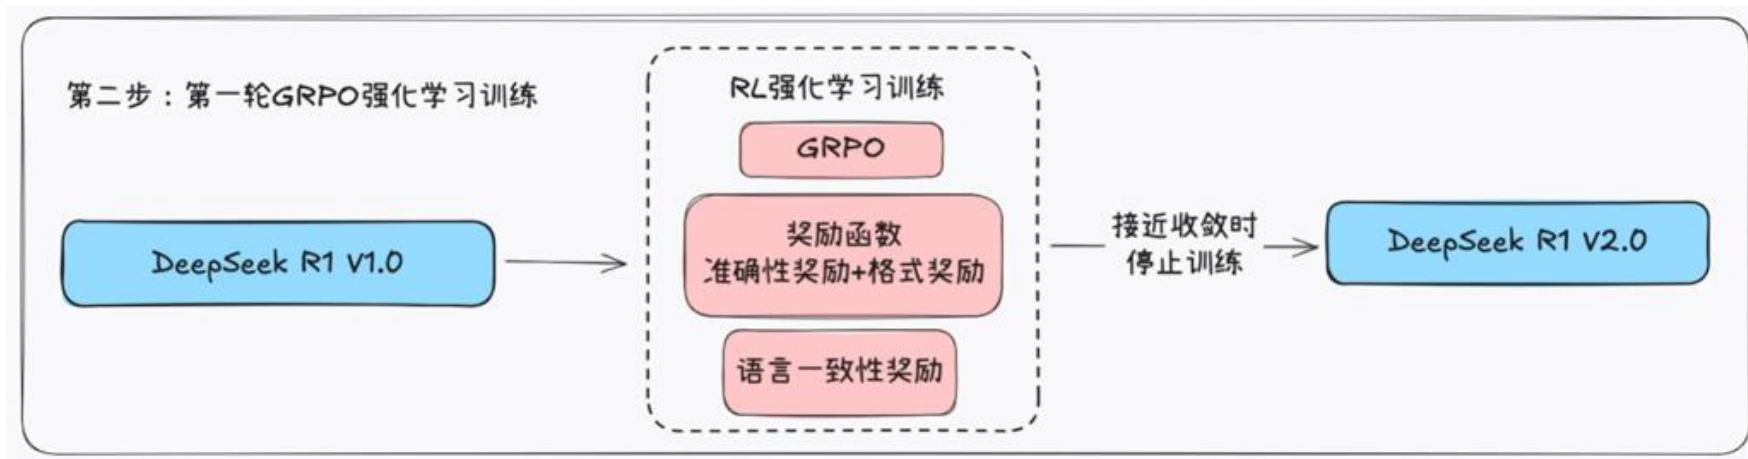 第二步：第一轮GRPO强化学习训练
DeepSeek R1 V1.0
RL强化学习训练
GRPO
奖励函数
准确性奖励+格式奖励
语言一致性奖励
接近收敛时
停止训练
DeepSeek R1 V2.0